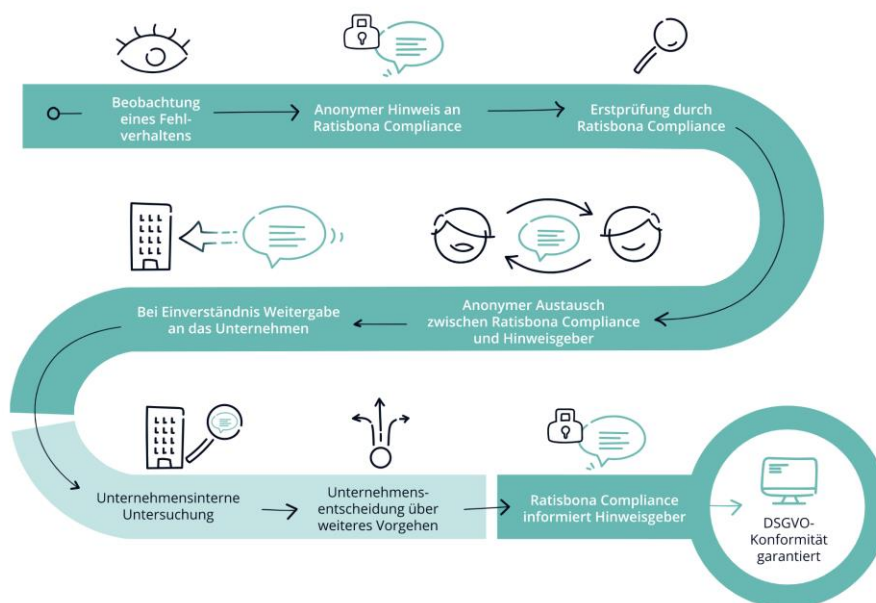 Beobachtung
eines Fehl-
verhaltens
Anonymer Hinweis an
Ratisbona Compliance
Erstprüfung durch
Ratisbona Compliance
Anonymer Austausch
zwischen Ratisbona Compliance
und Hinweisgeber
Bei Einverständnis Weitergabe
an das Unternehmen
Unternehmensinterne
Untersuchung
Unternehmens-
entscheidung über
weiteres Vorgehen
Ratisbona Compliance
informiert Hinweisgeber
DSGVO-
Konformität
garantiert